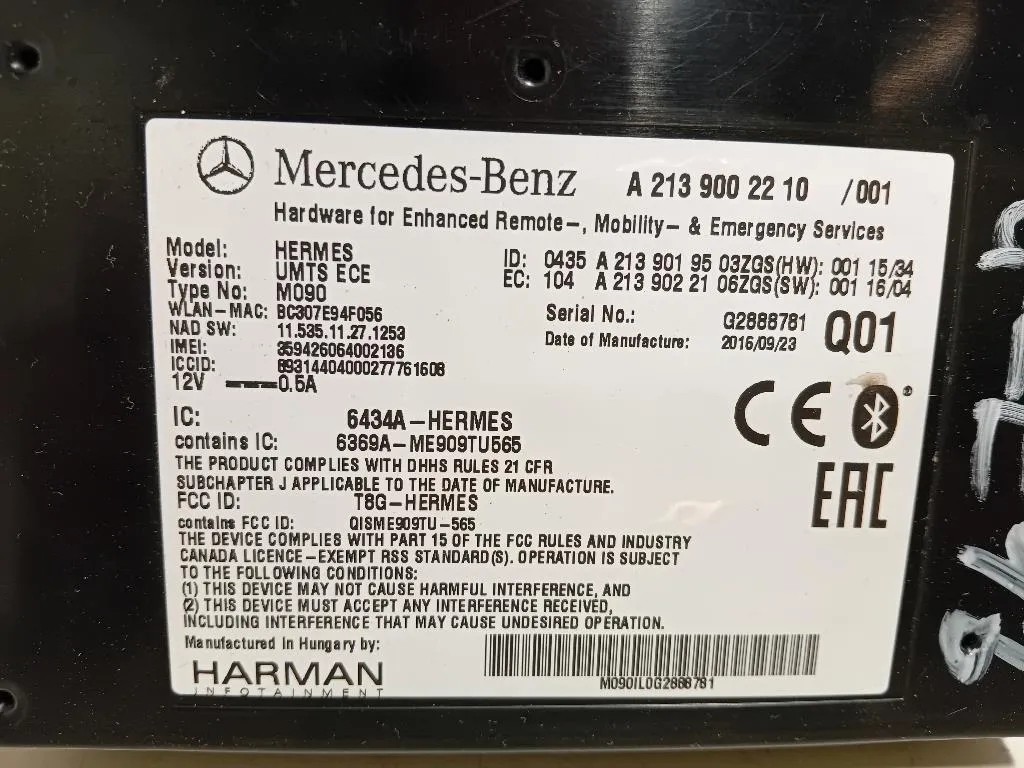 Mercedes-Benz A 213 900 22 10 /001
Hardware for Enhanced Remote-, Mobility- & Emergency Services
Model: HERMES
Version: UMTS ECE
Type No: M090
WLAN-MAC: BC307E94F056
NAD SW: 11.535.11.27.1253
IMEI: 359426064002136
ICCID: 89314404000277761608
12V 0.5A
ID: 0435 A 213 901 95 03ZGS(HW): 001 15/34
EC: 104 A 213 902 21 06ZGS(SW): 001 16/04
Serial No.: G2888781
Date of Manufacture: 2016/09/23
Q01
IC: 6434A-HERMES
contains IC: 6369A-ME909TU565
THE PRODUCT COMPLIES WITH DHHS RULES 21 CFR
SUBCHAPTER J APPLICABLE TO THE DATE OF MANUFACTURE.
FCC ID: T8G-HERMES
contains FCC ID: QISME909TU-565
THE DEVICE COMPLIES WITH PART 15 OF THE FCC RULES AND INDUSTRY
CANADA LICENCE-EXEMPT RSS STANDARD(S). OPERATION IS SUBJECT
TO THE FOLLOWING CONDITIONS:
(1) THIS DEVICE MAY NOT CAUSE HARMFUL INTERFERENCE, AND
(2) THIS DEVICE MUST ACCEPT ANY INTERFERENCE RECEIVED,
INCLUDING INTERFERENCE THAT MAY CAUSE UNDESIRED OPERATION.
CE
EAC
Manufactured In Hungary by:
HARMAN
INFOTAINMENT
M090IL0G2888781